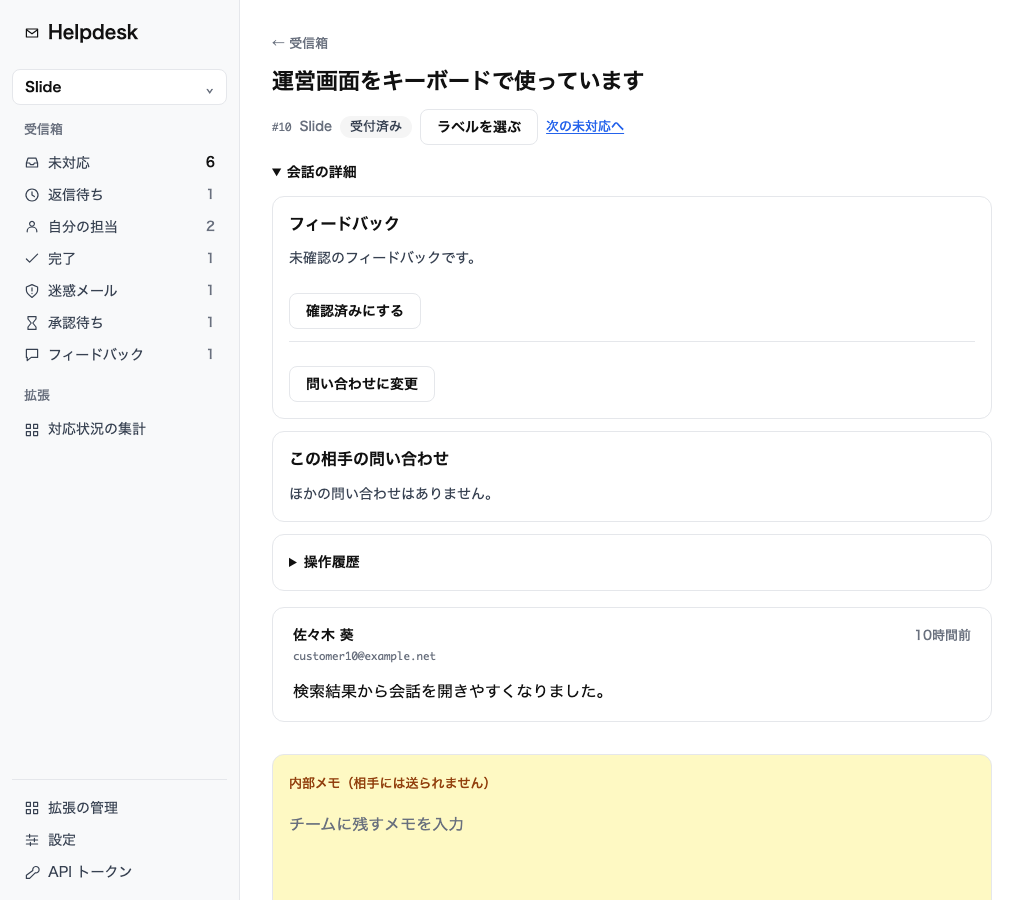 Helpdesk
Slide
受信箱
未対応 6
返信待ち 1
自分の担当 2
完了 1
迷惑メール 1
承認待ち 1
フィードバック 1
拡張
対応状況の集計
拡張の管理
設定
API トークン
← 受信箱
運営画面をキーボードで使っています
#10 Slide 受付済み ラベルを選ぶ 次の未対応へ
▼ 会話の詳細
フィードバック
未確認のフィードバックです。
確認済みにする
問い合わせに変更
この相手の問い合わせ
ほかの問い合わせはありません。
▶ 操作履歴
佐々木 葵 10時間前
customer10@example.net
検索結果から会話を開きやすくなりました。
内部メモ（相手には送られません）
チームに残すメモを入力